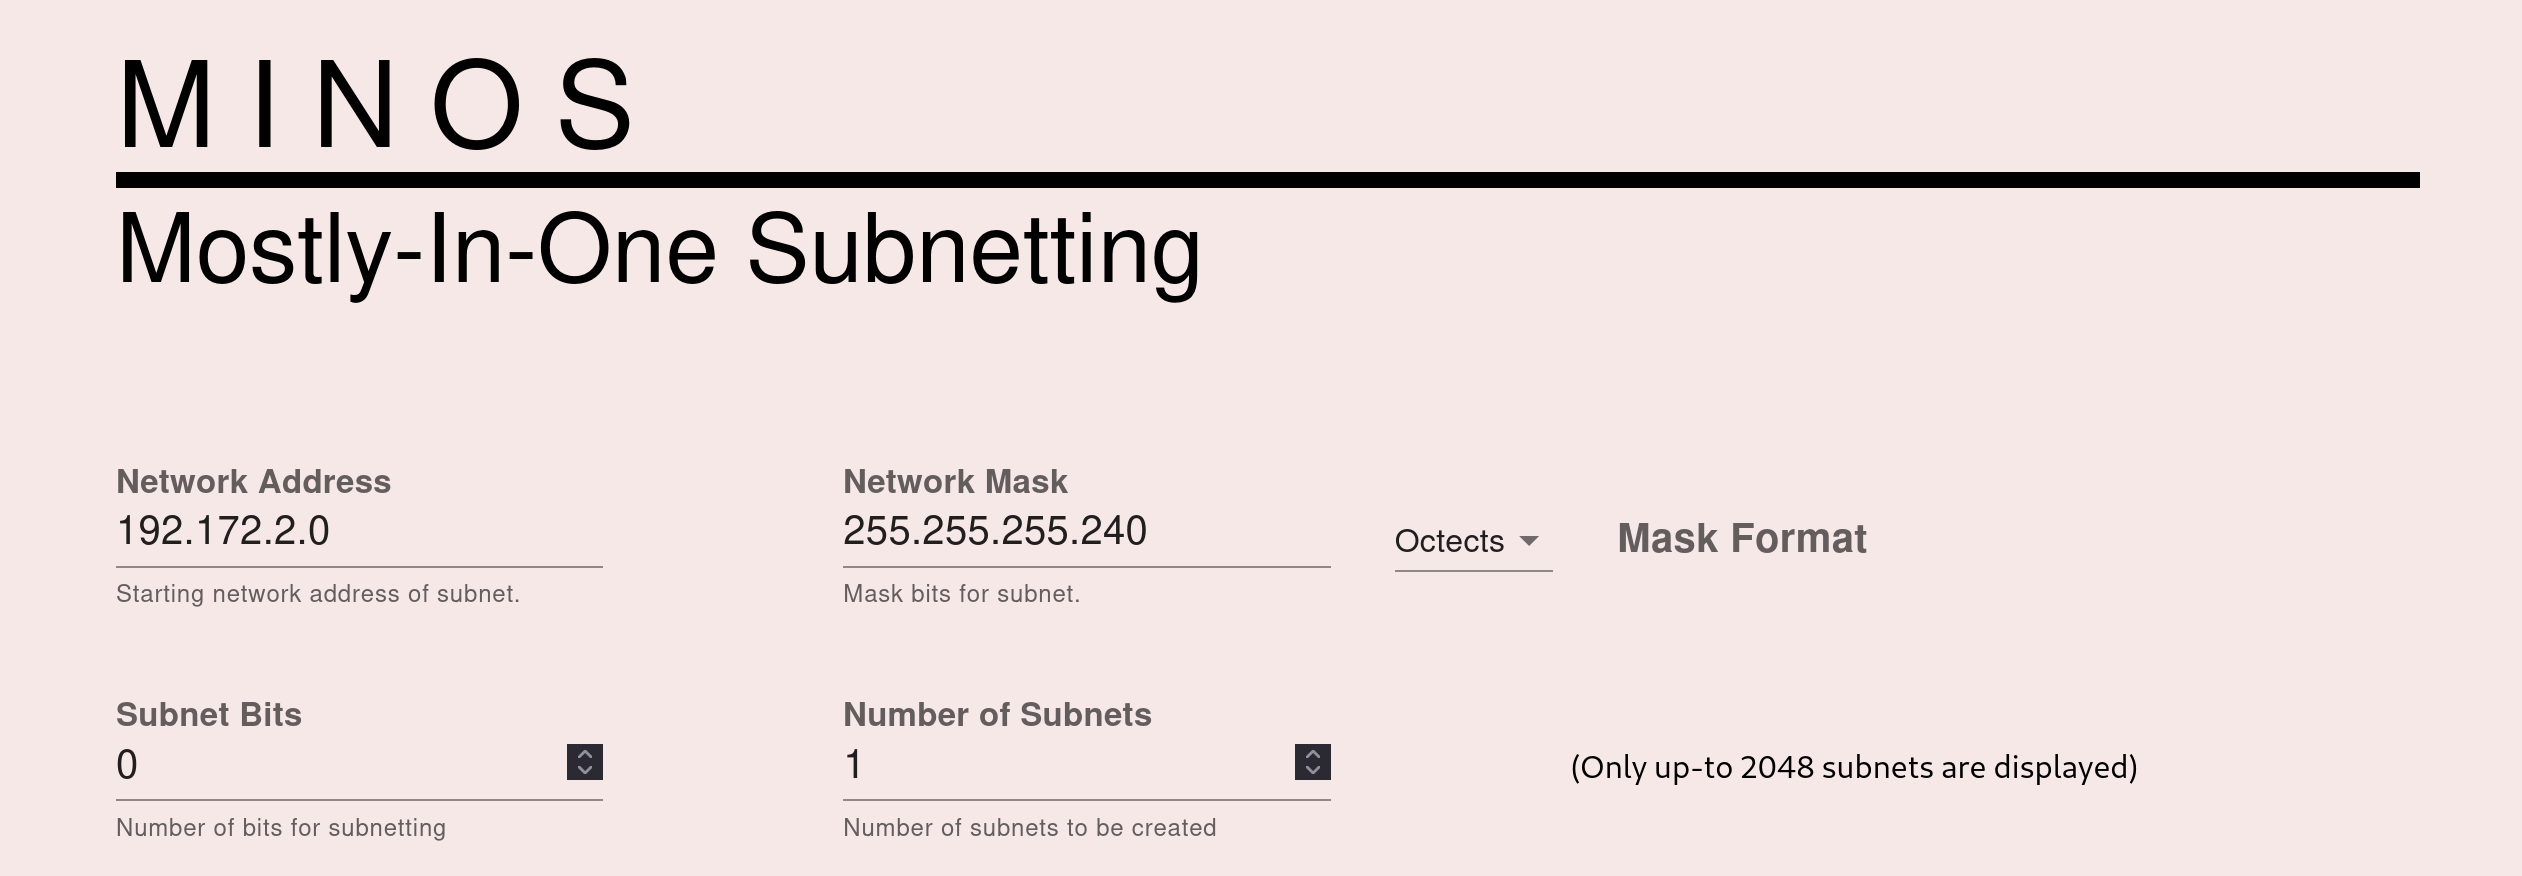 MINOS
Mostly-In-One Subnetting
Network Address
192.172.2.0
Starting network address of subnet.
Network Mask
255.255.255.240
Mask bits for subnet.
Octects
Mask Format
Subnet Bits
0
Number of bits for subnetting
Number of Subnets
1
Number of subnets to be created
(Only up-to 2048 subnets are displayed)